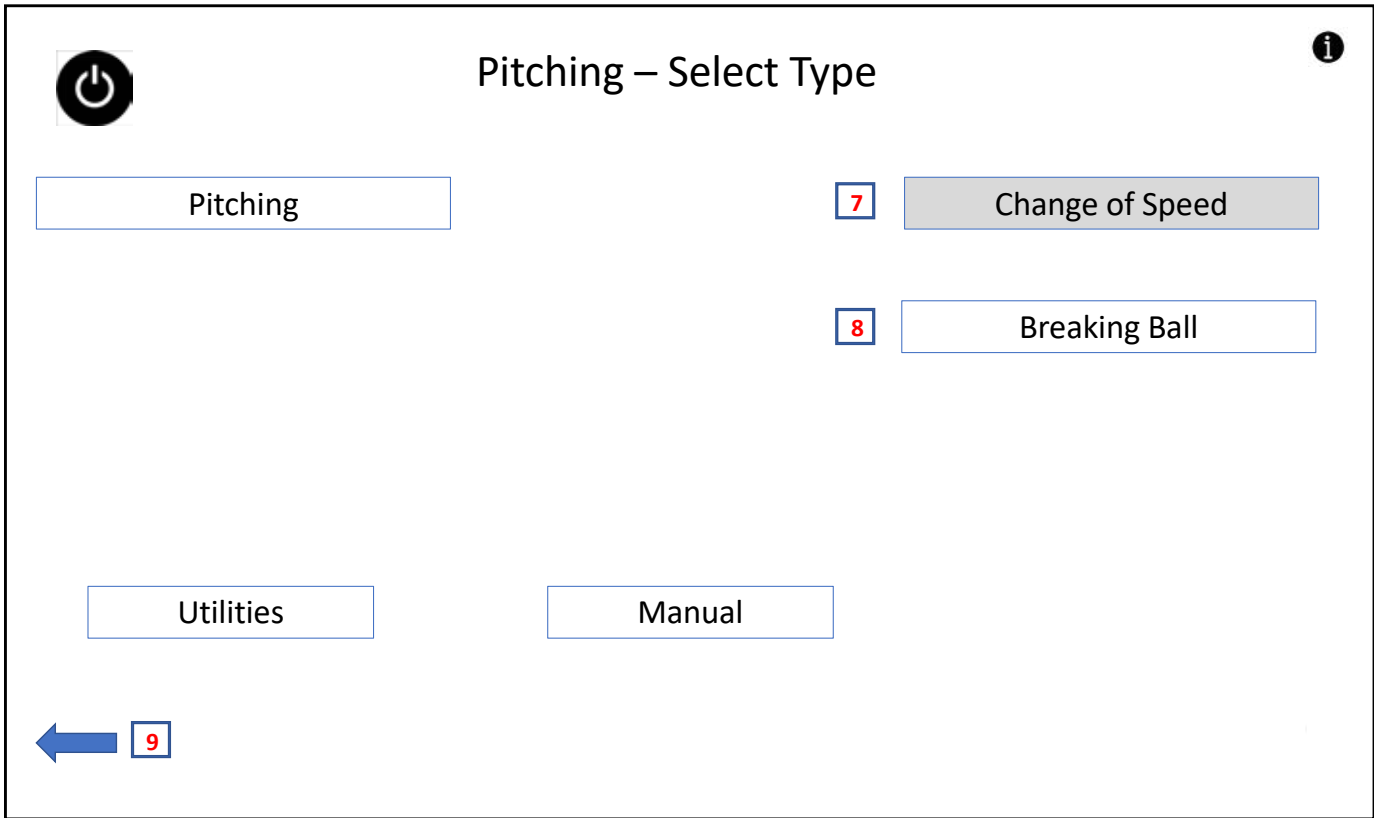 Pitching – Select Type
Pitching
7
Change of Speed
8
Breaking Ball
Utilities
Manual
9